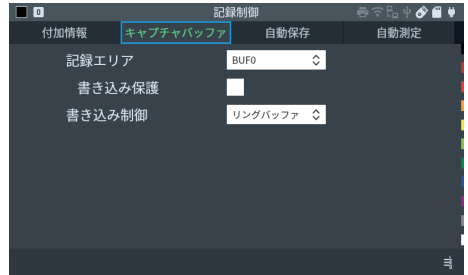 0 記録制御
付加情報 キャプチャバッファ 自動保存 自動測定
記録エリア BUF0
書き込み保護
書き込み制御 リングバッファ